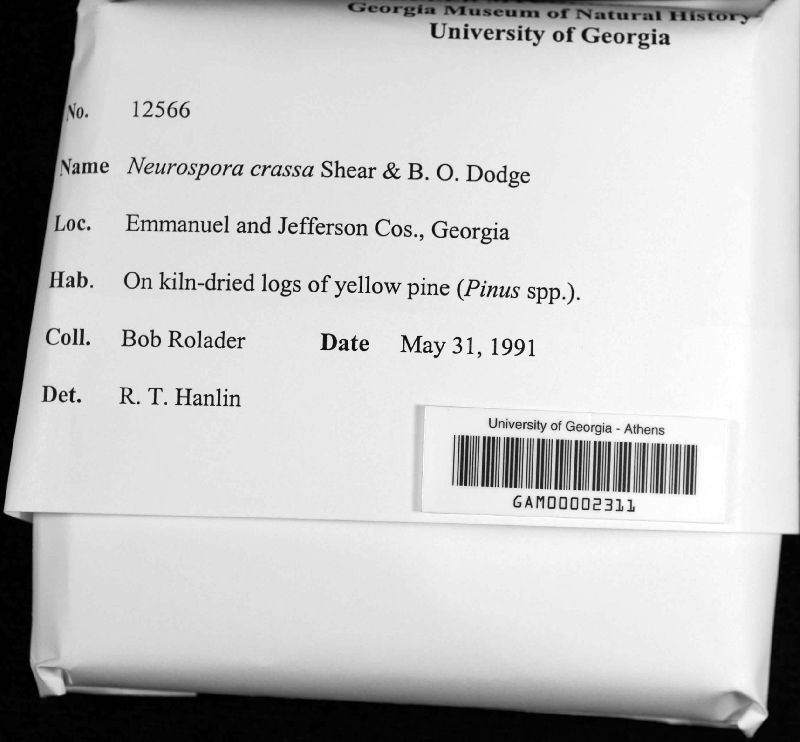 Georgia Museum of Natural History
University of Georgia
No. 12566
Name Neurospora crassa Shear & B. O. Dodge
Loc. Emmanuel and Jefferson Cos., Georgia
Hab. On kiln-dried logs of yellow pine (Pinus spp.).
Coll. Bob Rolader Date May 31, 1991
Det. R. T. Hanlin
University of Georgia - Athens
GAM00002311